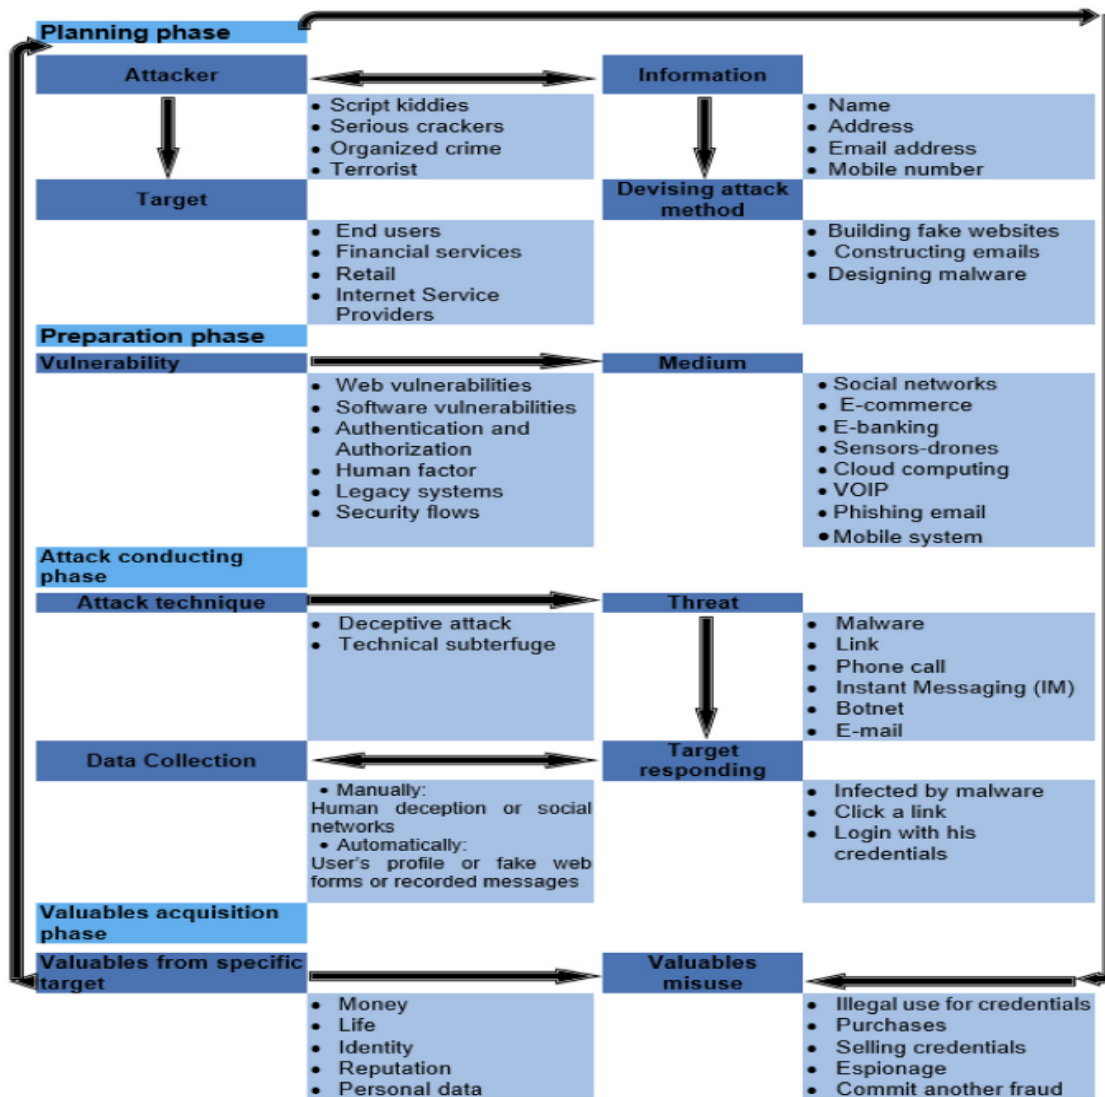 Planning phase
Attacker
Information
• Script kiddies
• Serious crackers
• Organized crime
• Terrorist
• Name
• Address
• Email address
• Mobile number
Target
Devising attack
method
• End users
• Financial services
• Retail
• Internet Service
Providers
• Building fake websites
• Constructing emails
• Designing malware
Preparation phase
Vulnerability
Medium
• Web vulnerabilities
• Software vulnerabilities
• Authentication and
Authorization
• Human factor
• Legacy systems
• Security flows
• Social networks
• E-commerce
• E-banking
• Sensors-drones
• Cloud computing
• VOIP
• Phishing email
• Mobile system
Attack conducting
phase
Attack technique
Threat
• Deceptive attack
• Technical subterfuge
• Malware
• Link
• Phone call
• Instant Messaging (IM)
• Botnet
• E-mail
Data Collection
Target
responding
• Manually:
Human deception or social
networks
• Automatically:
User's profile or fake web
forms or recorded messages
• Infected by malware
• Click a link
• Login with his
credentials
Valuables acquisition
phase
Valuables from specific
target
Valuables
misuse
• Money
• Life
• Identity
• Reputation
• Personal data
• Illegal use for credentials
• Purchases
• Selling credentials
• Espionage
• Commit another fraud